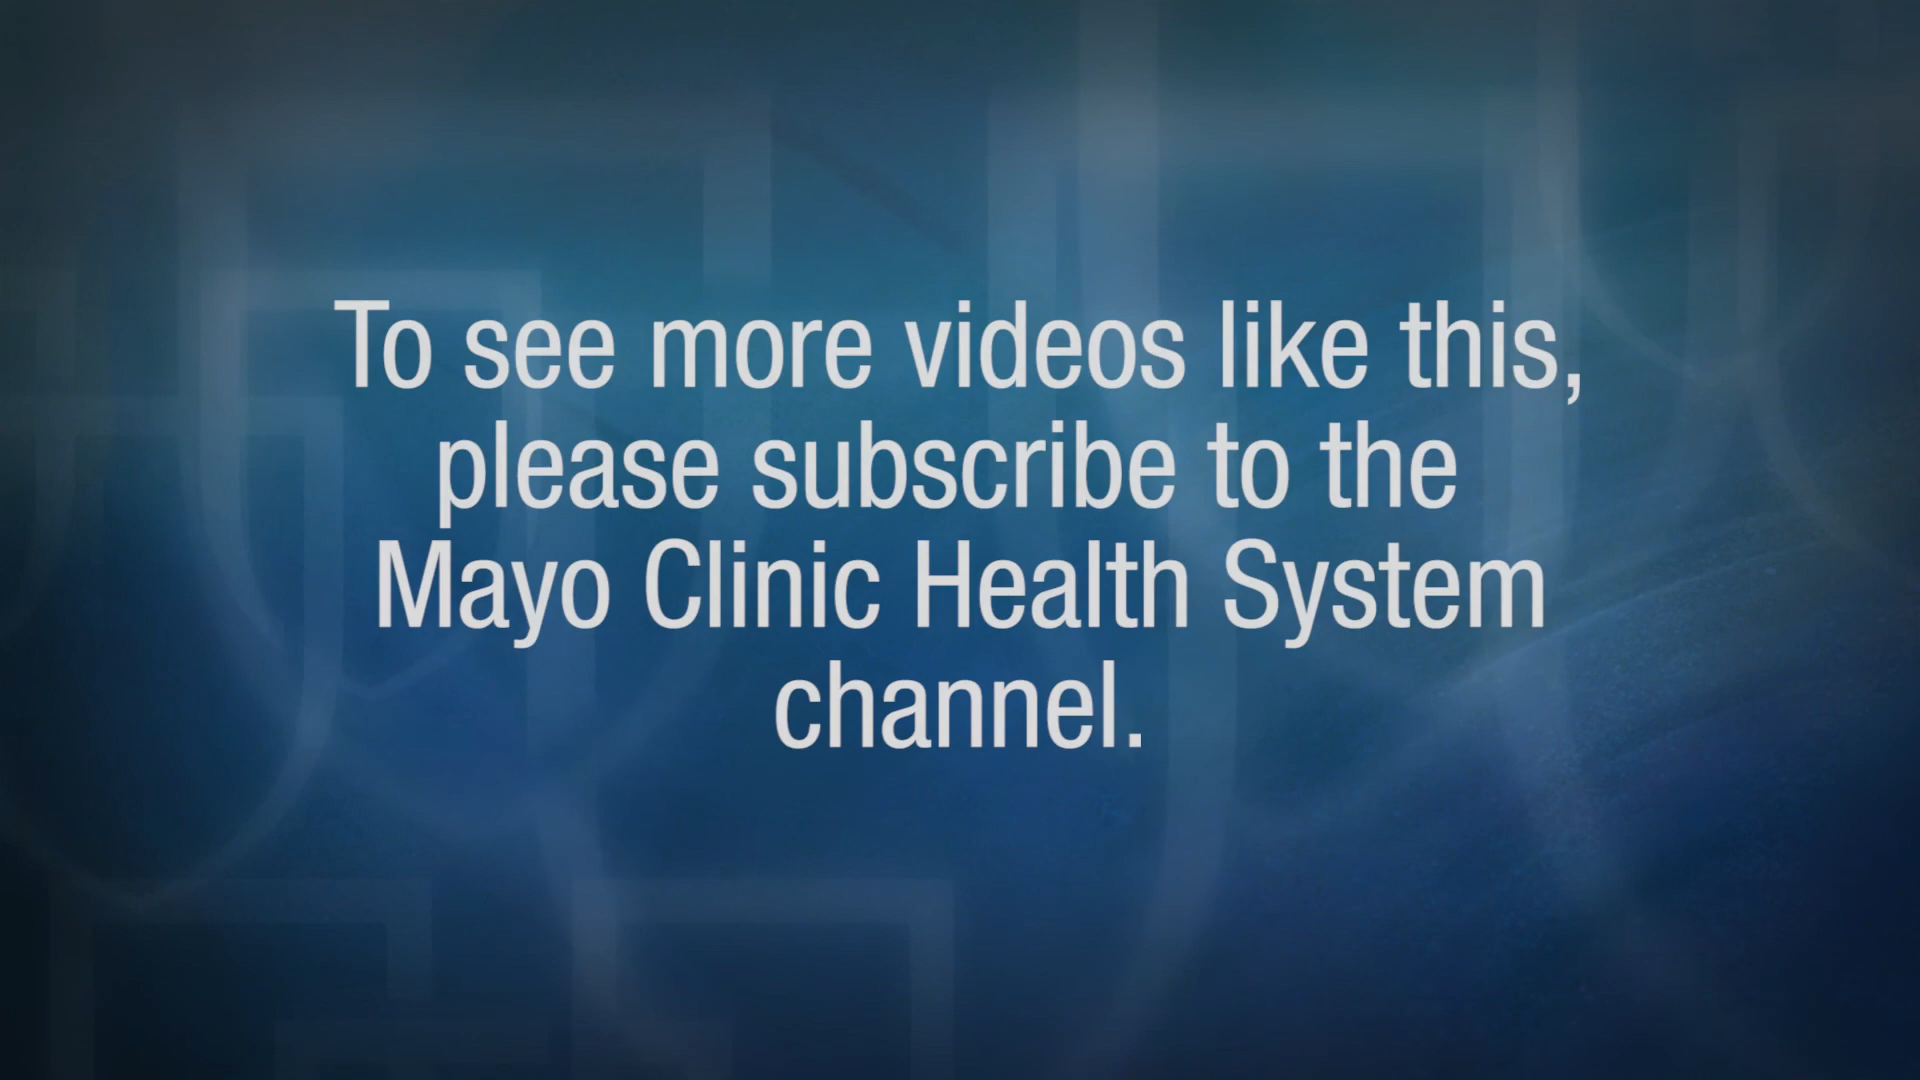 To see more videos like this,
please subscribe to the
Mayo Clinic Health System
channel.